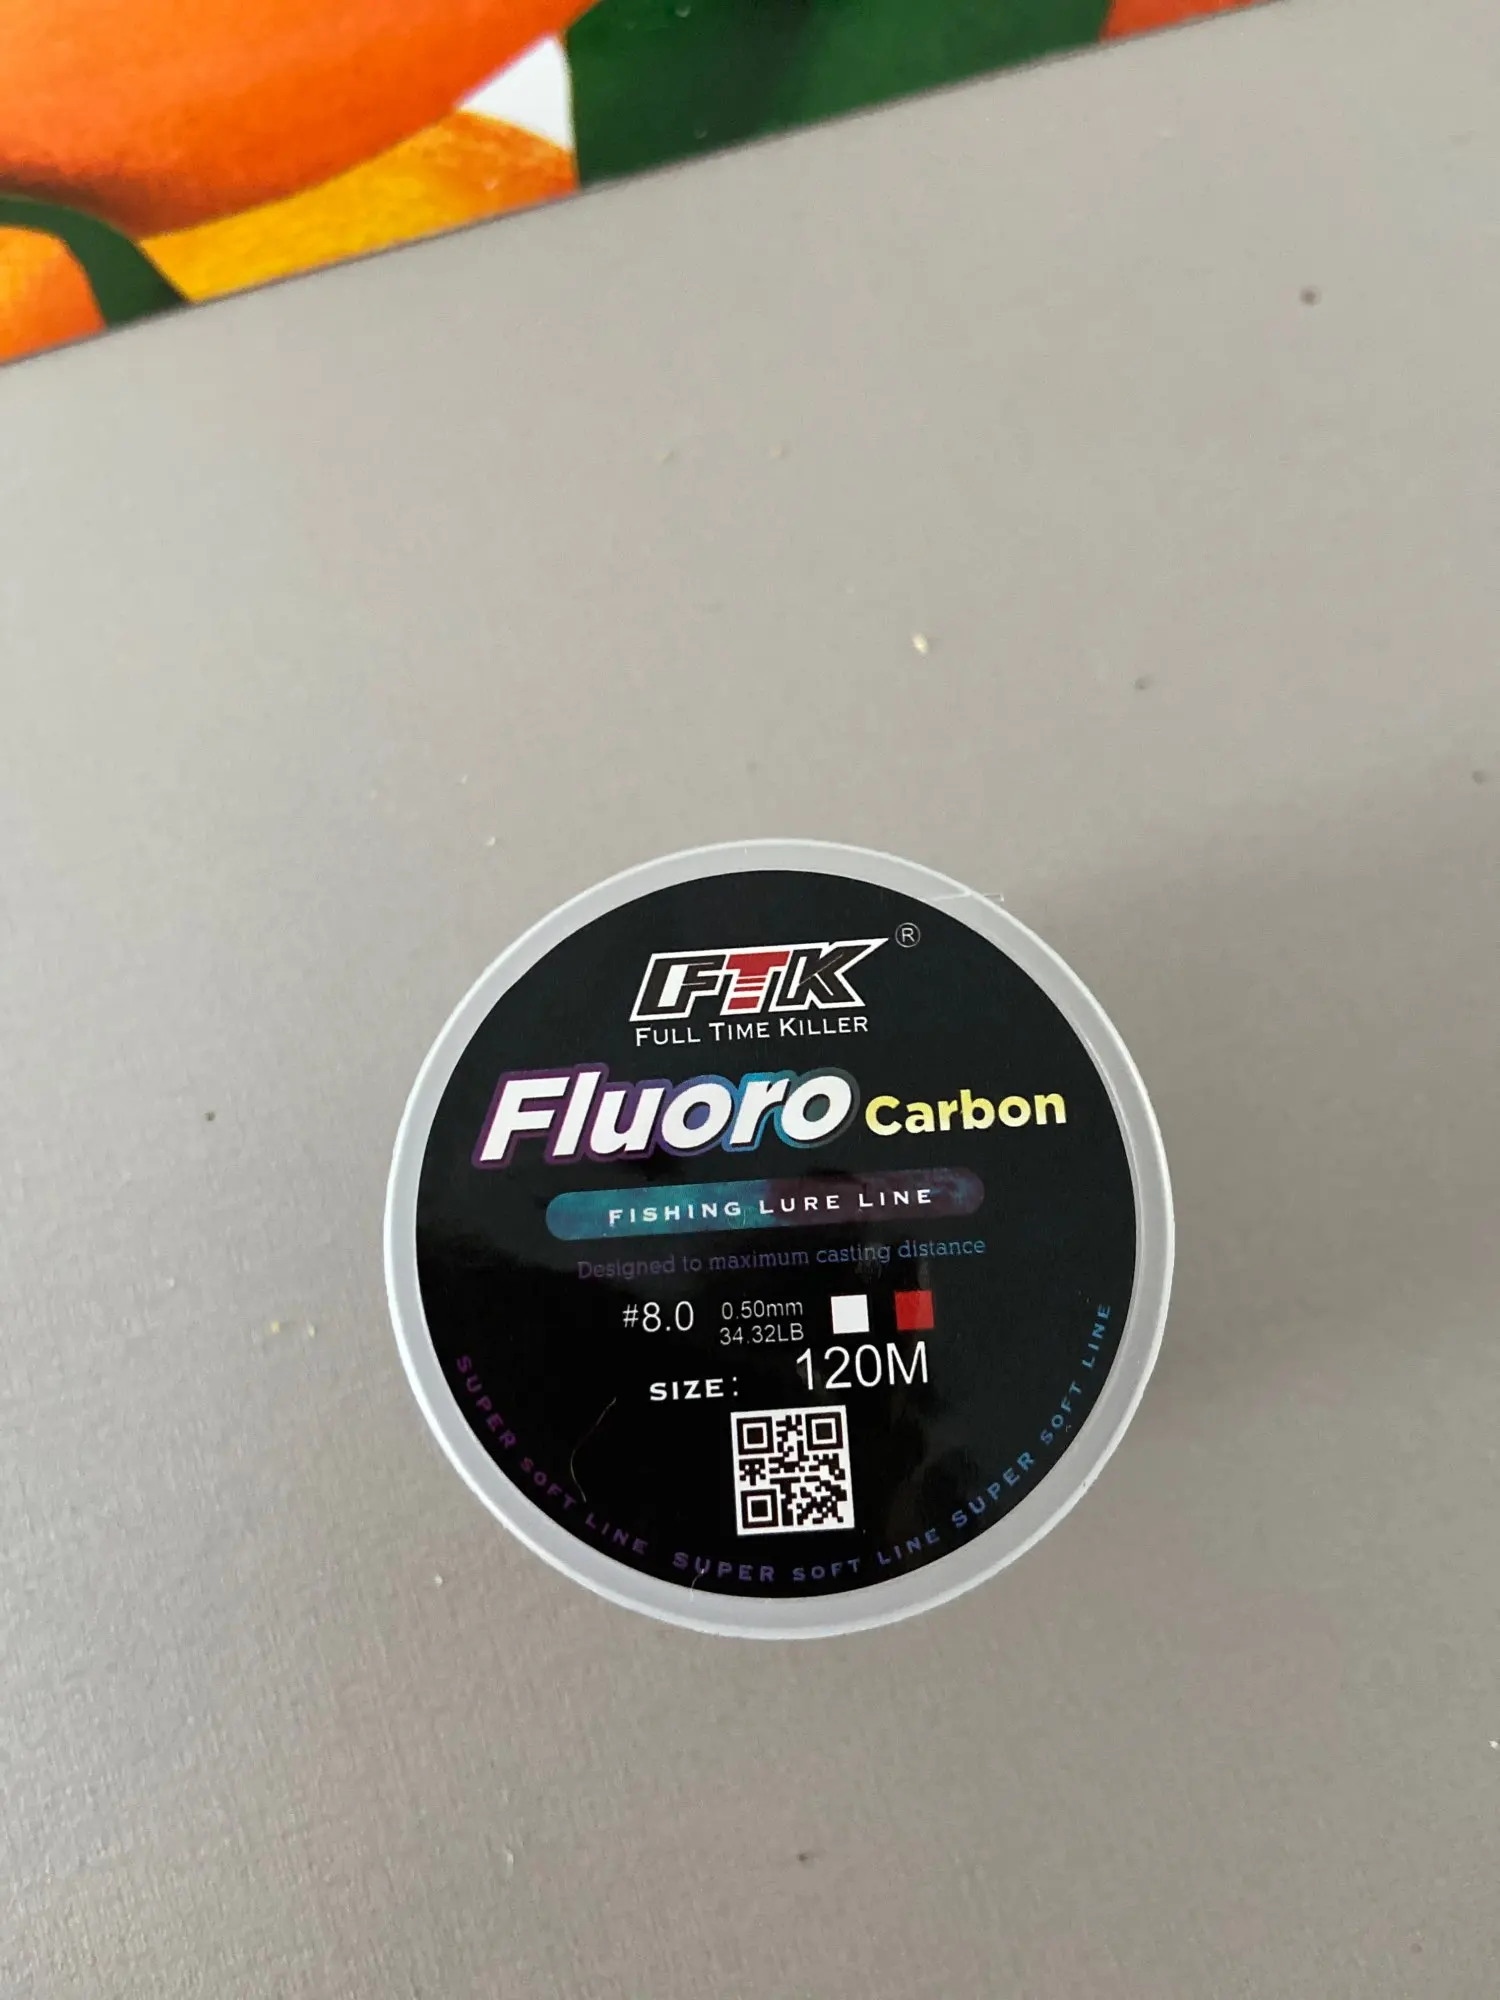 FTK®
FULL TIME KILLER
Fluoro Carbon
FISHING LURE LINE
Designed to maximum casting distance
#8.0 0.50mm
34.32LB
SIZE: 120M
SUPER SOFT LINE SUPER SOFT LINE SUPER SOFT LINE